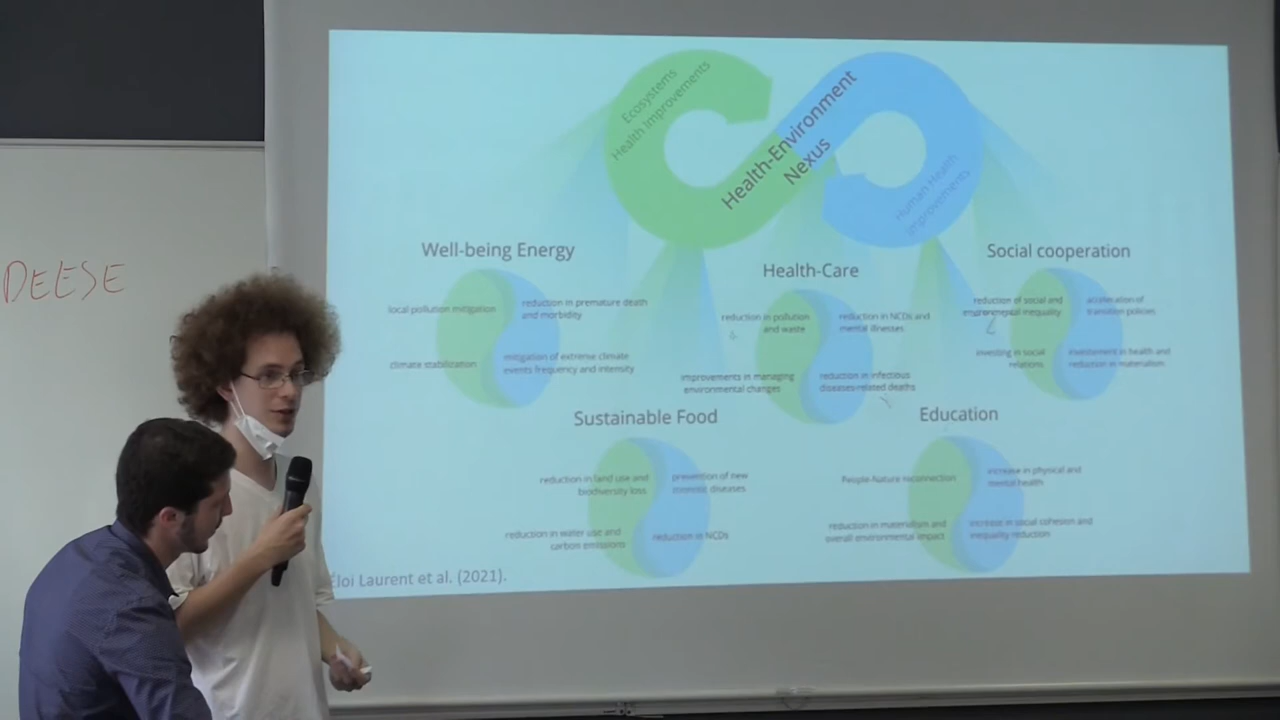 DEESE
Ecosystems
Health Improvements
Health-Environment
Nexus
Human Health
Improvements
Well-being Energy
local pollution mitigation
reduction in premature death
and morbidity
climate stabilization
mitigation of extreme climate
events frequency and intensity
Health-Care
reduction in pollution
and waste
reduction in NCDs and
mental illnesses
improvements in managing
environmental changes
reduction in infectious
diseases-related deaths
Social cooperation
reduction of social and
environmental inequality
acceleration of
transition policies
investing in social
relations
involvement in health and
reduction in materialism
Sustainable Food
reduction in land use and
biodiversity loss
prevention of new
zoonotic diseases
reduction in water use and
carbon emissions
reduction in NCDs
Education
People-Nature reconnection
increase in physical and
mental health
reduction in materialism and
overall environmental impact
increase in social cohesion and
inequality reduction
Éloi Laurent et al. (2021).